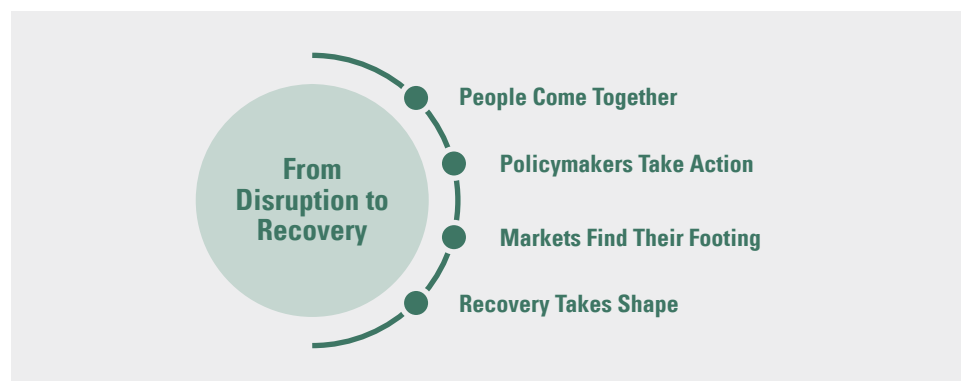 From
Disruption to
Recovery
People Come Together
Policymakers Take Action
Markets Find Their Footing
Recovery Takes Shape